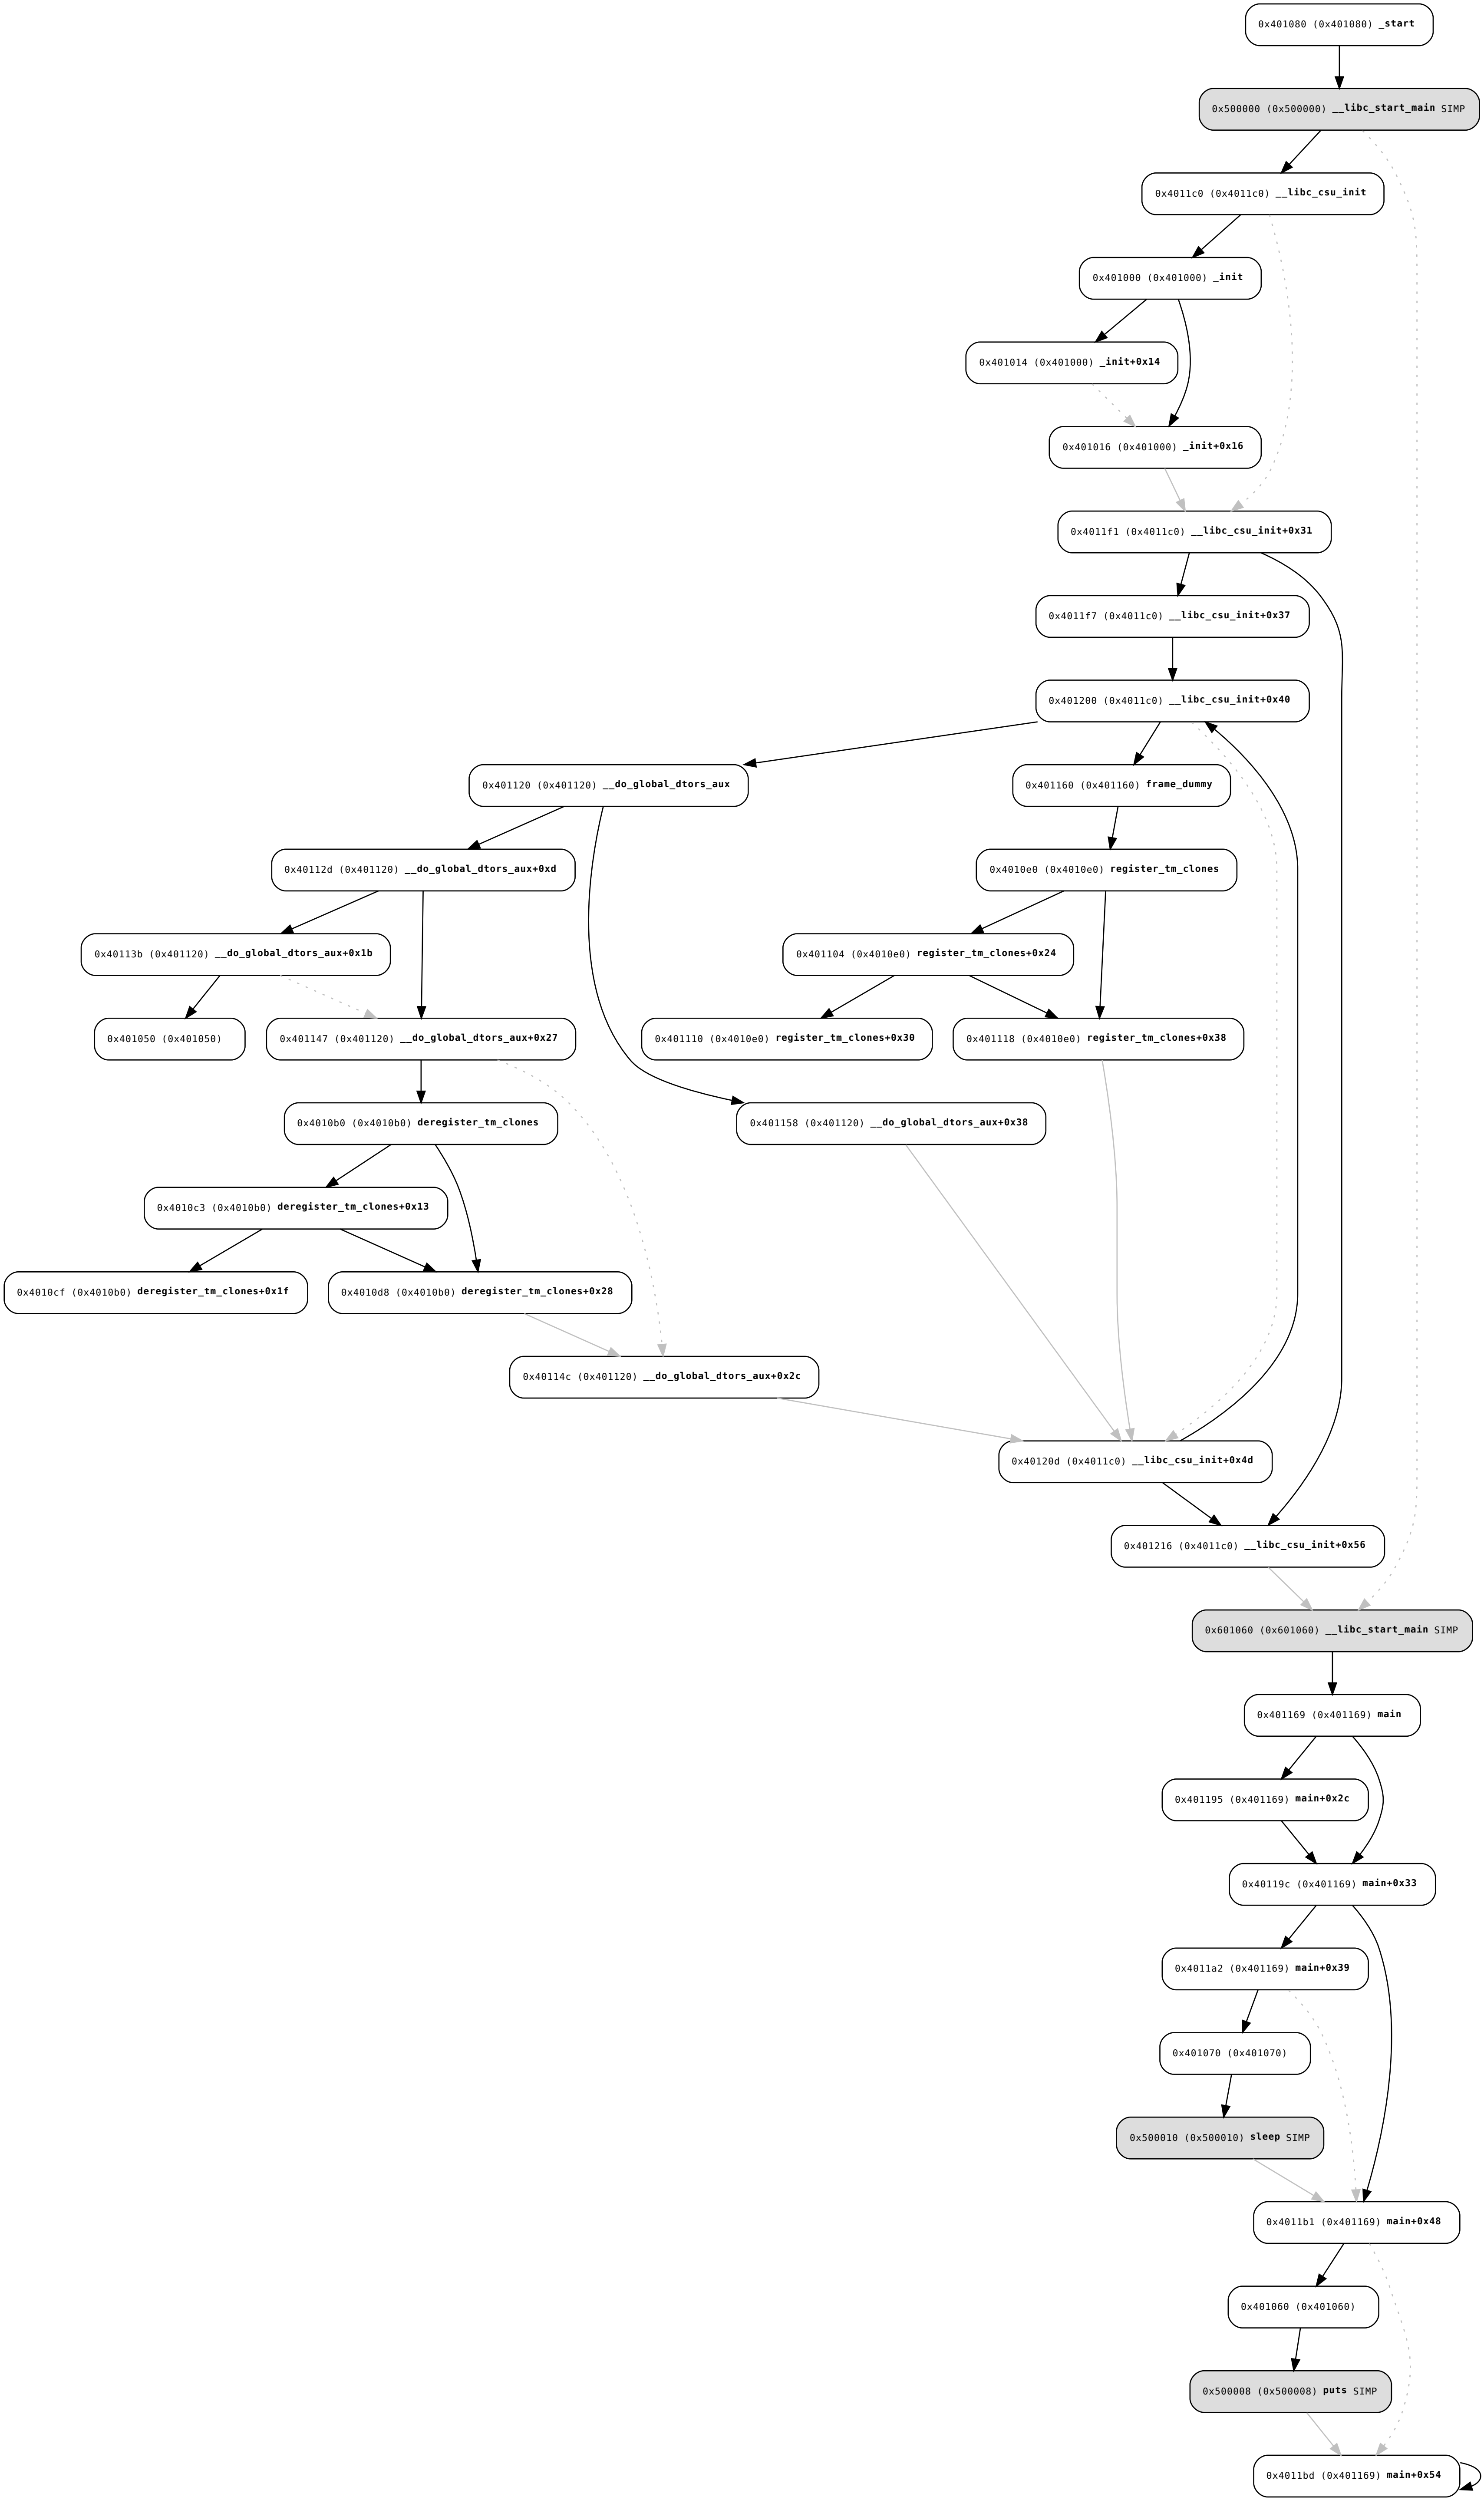 0x401080 (0x401080) _start
0x500000 (0x500000) __libc_start_main SIMP
0x4011c0 (0x4011c0) __libc_csu_init
0x401000 (0x401000) _init
0x401014 (0x401000) _init+0x14
0x401016 (0x401000) _init+0x16
0x4011f1 (0x4011c0) __libc_csu_init+0x31
0x4011f7 (0x4011c0) __libc_csu_init+0x37
0x401200 (0x4011c0) __libc_csu_init+0x40
0x401120 (0x401120) __do_global_dtors_aux
0x401160 (0x401160) frame_dummy
0x40112d (0x401120) __do_global_dtors_aux+0xd
0x4010e0 (0x4010e0) register_tm_clones
0x40113b (0x401120) __do_global_dtors_aux+0x1b
0x401104 (0x4010e0) register_tm_clones+0x24
0x401050 (0x401050)
0x401147 (0x401120) __do_global_dtors_aux+0x27
0x401110 (0x4010e0) register_tm_clones+0x30
0x401118 (0x4010e0) register_tm_clones+0x38
0x4010b0 (0x4010b0) deregister_tm_clones
0x401158 (0x401120) __do_global_dtors_aux+0x38
0x4010c3 (0x4010b0) deregister_tm_clones+0x13
0x4010cf (0x4010b0) deregister_tm_clones+0x1f
0x4010d8 (0x4010b0) deregister_tm_clones+0x28
0x40114c (0x401120) __do_global_dtors_aux+0x2c
0x40120d (0x4011c0) __libc_csu_init+0x4d
0x401216 (0x4011c0) __libc_csu_init+0x56
0x601060 (0x601060) __libc_start_main SIMP
0x401169 (0x401169) main
0x401195 (0x401169) main+0x2c
0x40119c (0x401169) main+0x33
0x4011a2 (0x401169) main+0x39
0x401070 (0x401070)
0x500010 (0x500010) sleep SIMP
0x4011b1 (0x401169) main+0x48
0x401060 (0x401060)
0x500008 (0x500008) puts SIMP
0x4011bd (0x401169) main+0x54